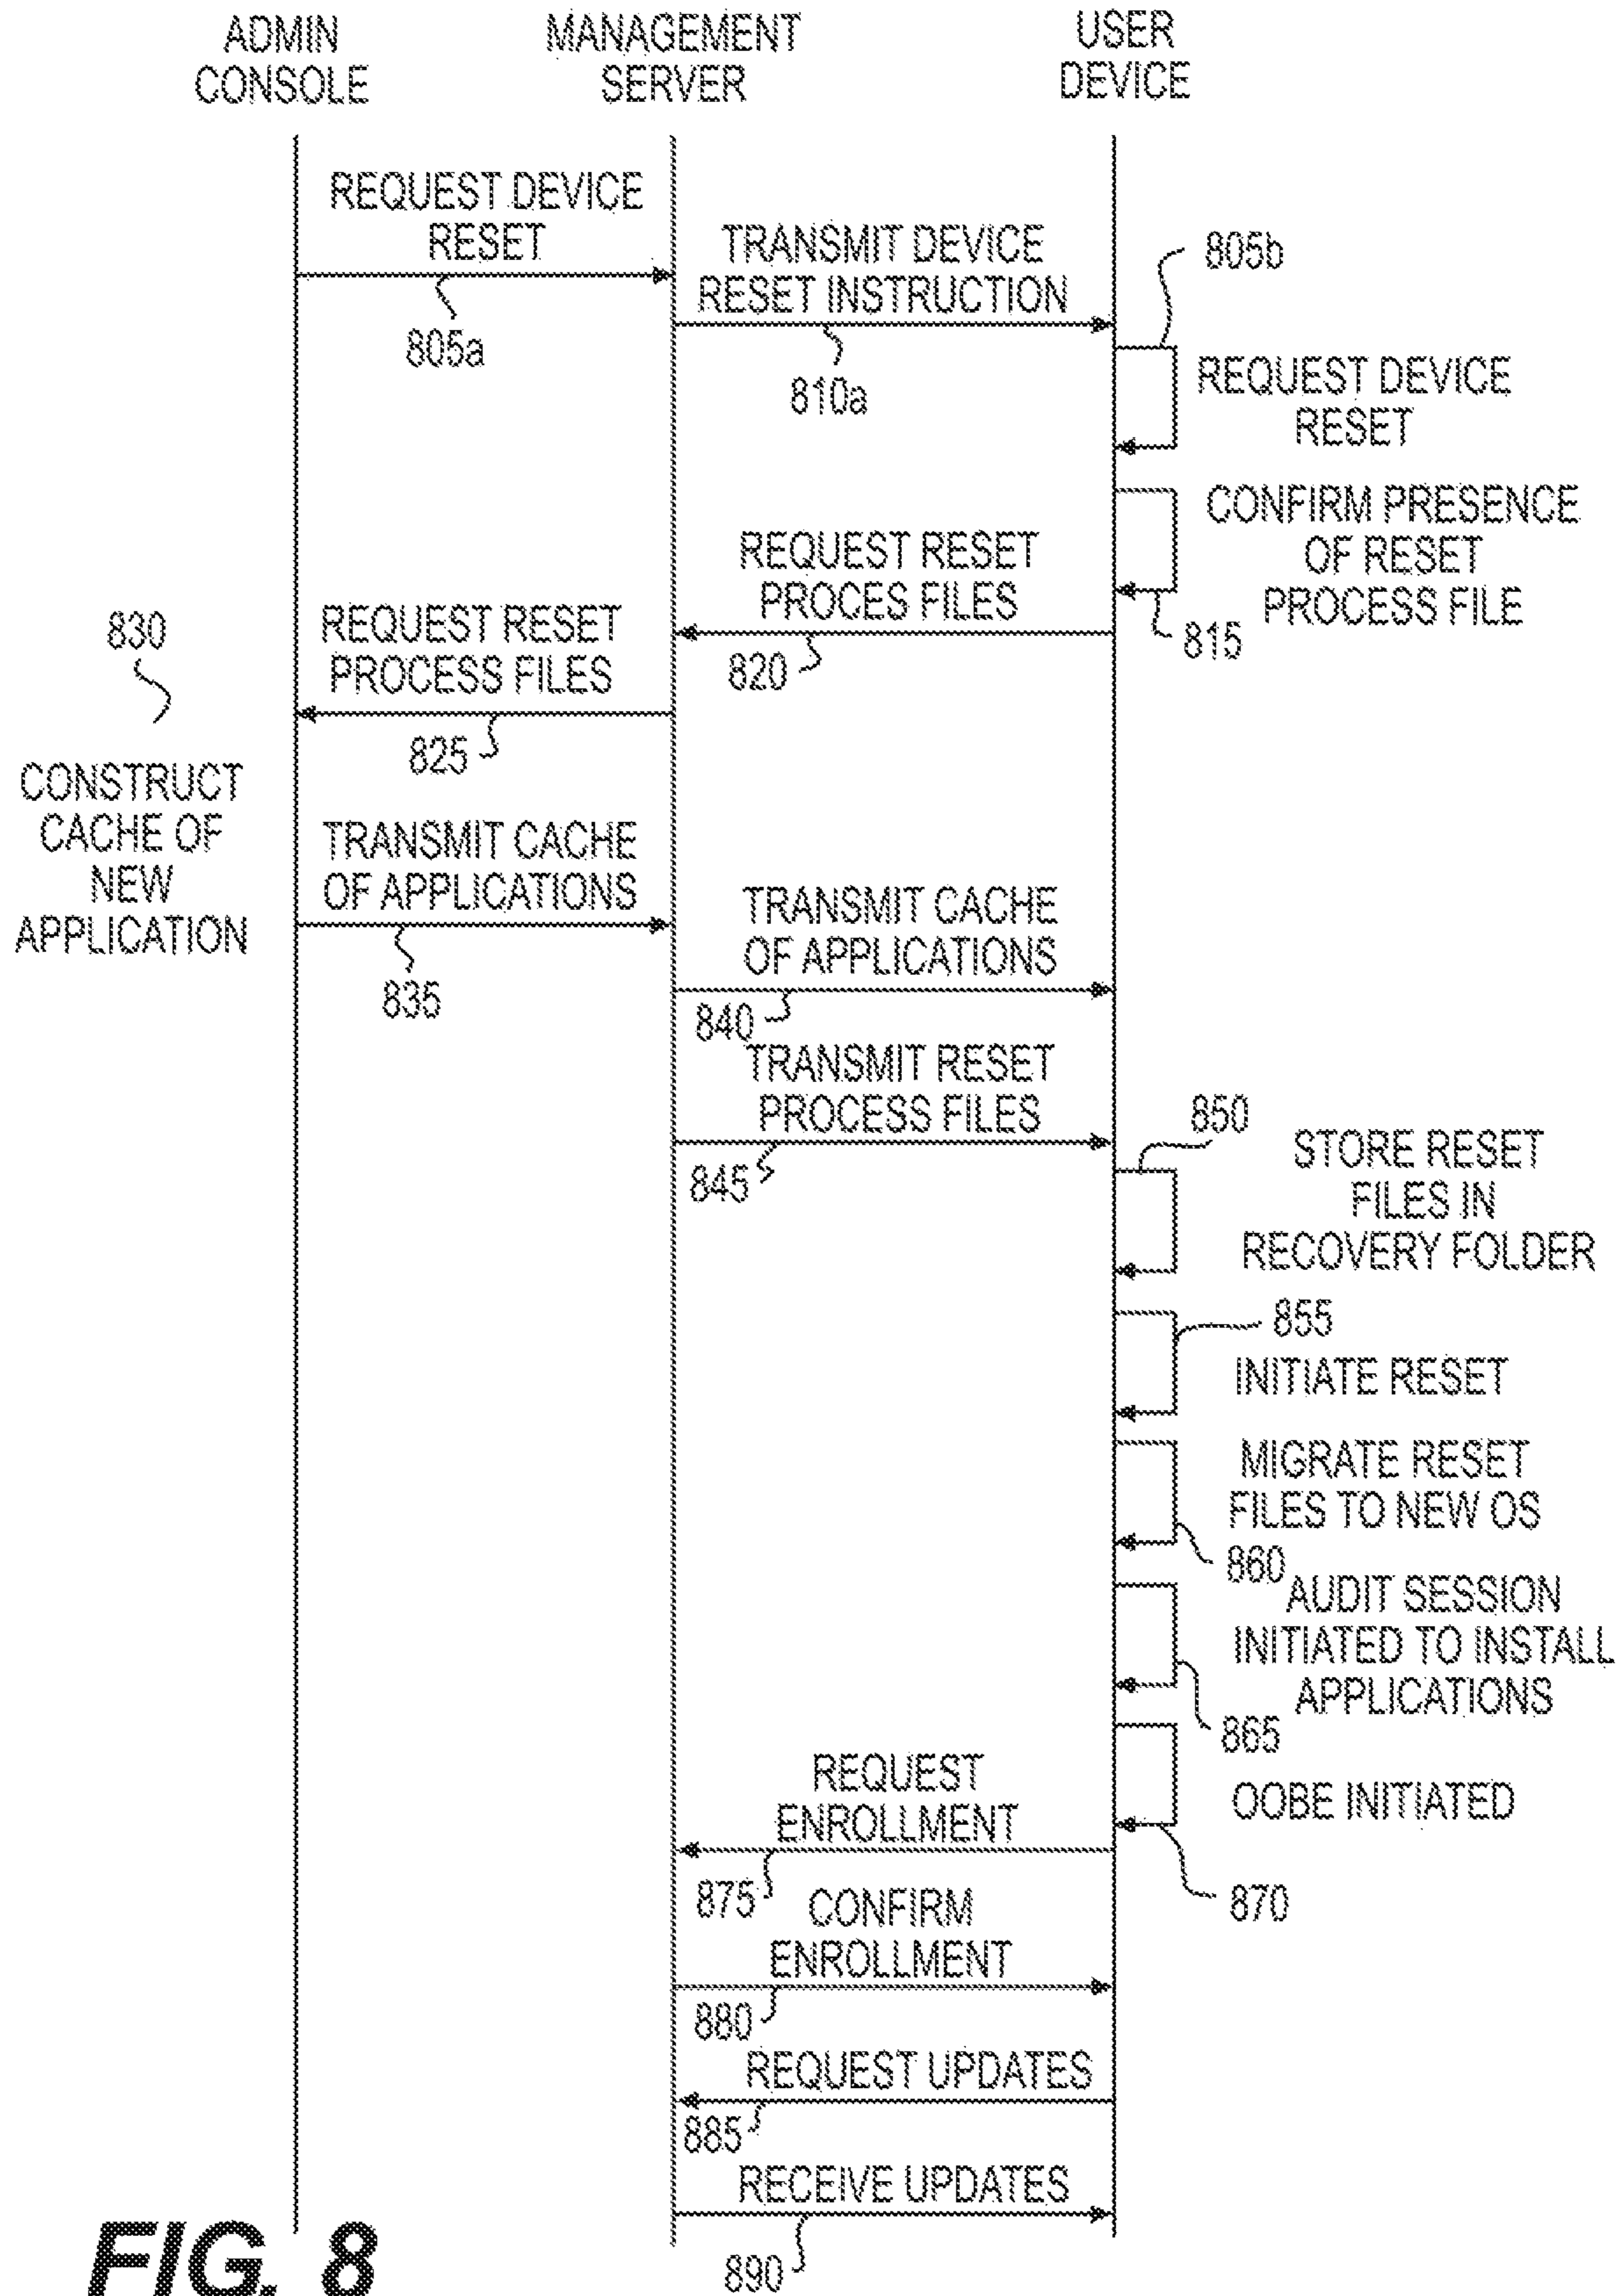 ADMIN
CONSOLE
MANAGEMENT
SERVER
USER
DEVICE
REQUEST DEVICE
RESET
805a
TRANSMIT DEVICE
RESET INSTRUCTION
810a
805b
REQUEST DEVICE
RESET
CONFIRM PRESENCE
OF RESET
PROCESS FILE
815
REQUEST RESET
PROCES FILES
820
REQUEST RESET
PROCESS FILES
825
830
CONSTRUCT
CACHE OF
NEW
APPLICATION
TRANSMIT CACHE
OF APPLICATIONS
835
TRANSMIT CACHE
OF APPLICATIONS
840
TRANSMIT RESET
PROCESS FILES
845
850
STORE RESET
FILES IN
RECOVERY FOLDER
855
INITIATE RESET
MIGRATE RESET
FILES TO NEW OS
860
AUDIT SESSION
INITIATED TO INSTALL
APPLICATIONS
865
OOBE INITIATED
870
REQUEST
ENROLLMENT
875
CONFIRM
ENROLLMENT
880
REQUEST UPDATES
885
RECEIVE UPDATES
890
FIG. 8